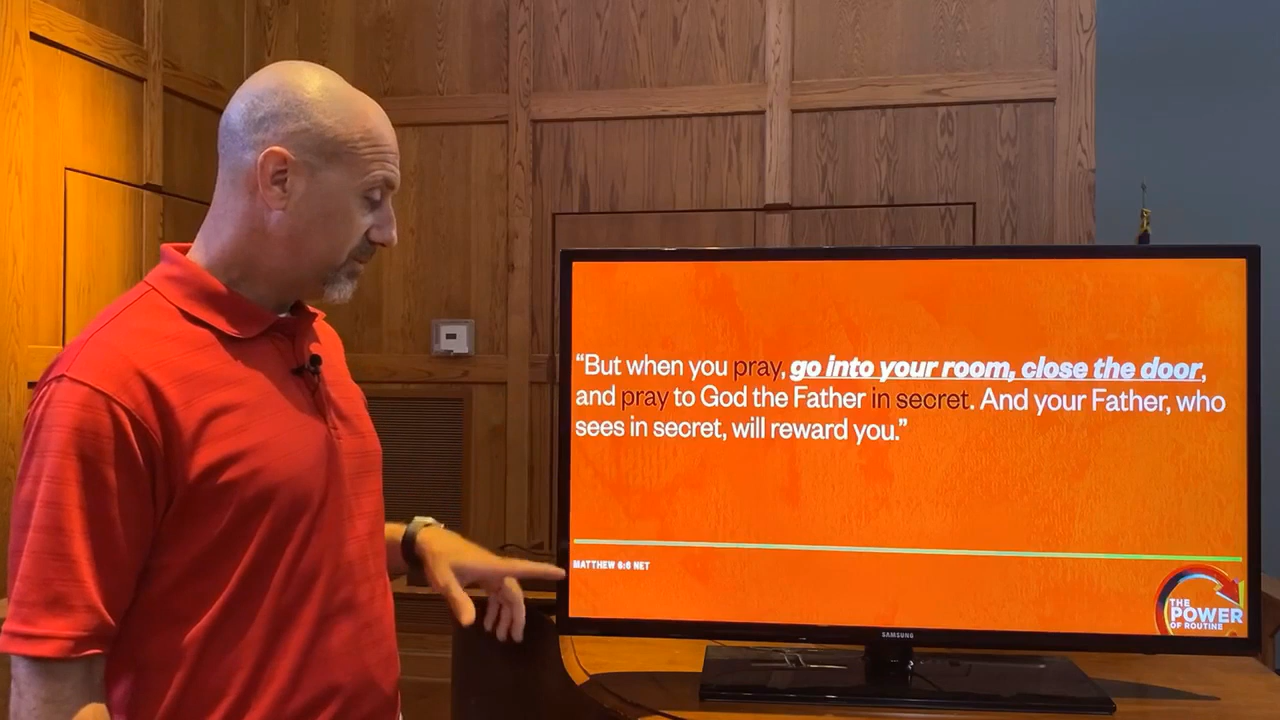 “But when you pray, go into your room, close the door,
and pray to God the Father in secret. And your Father, who
sees in secret, will reward you.”
MATTHEW 6:6 NET
THE
POWER
OF ROUTINE
SAMSUNG